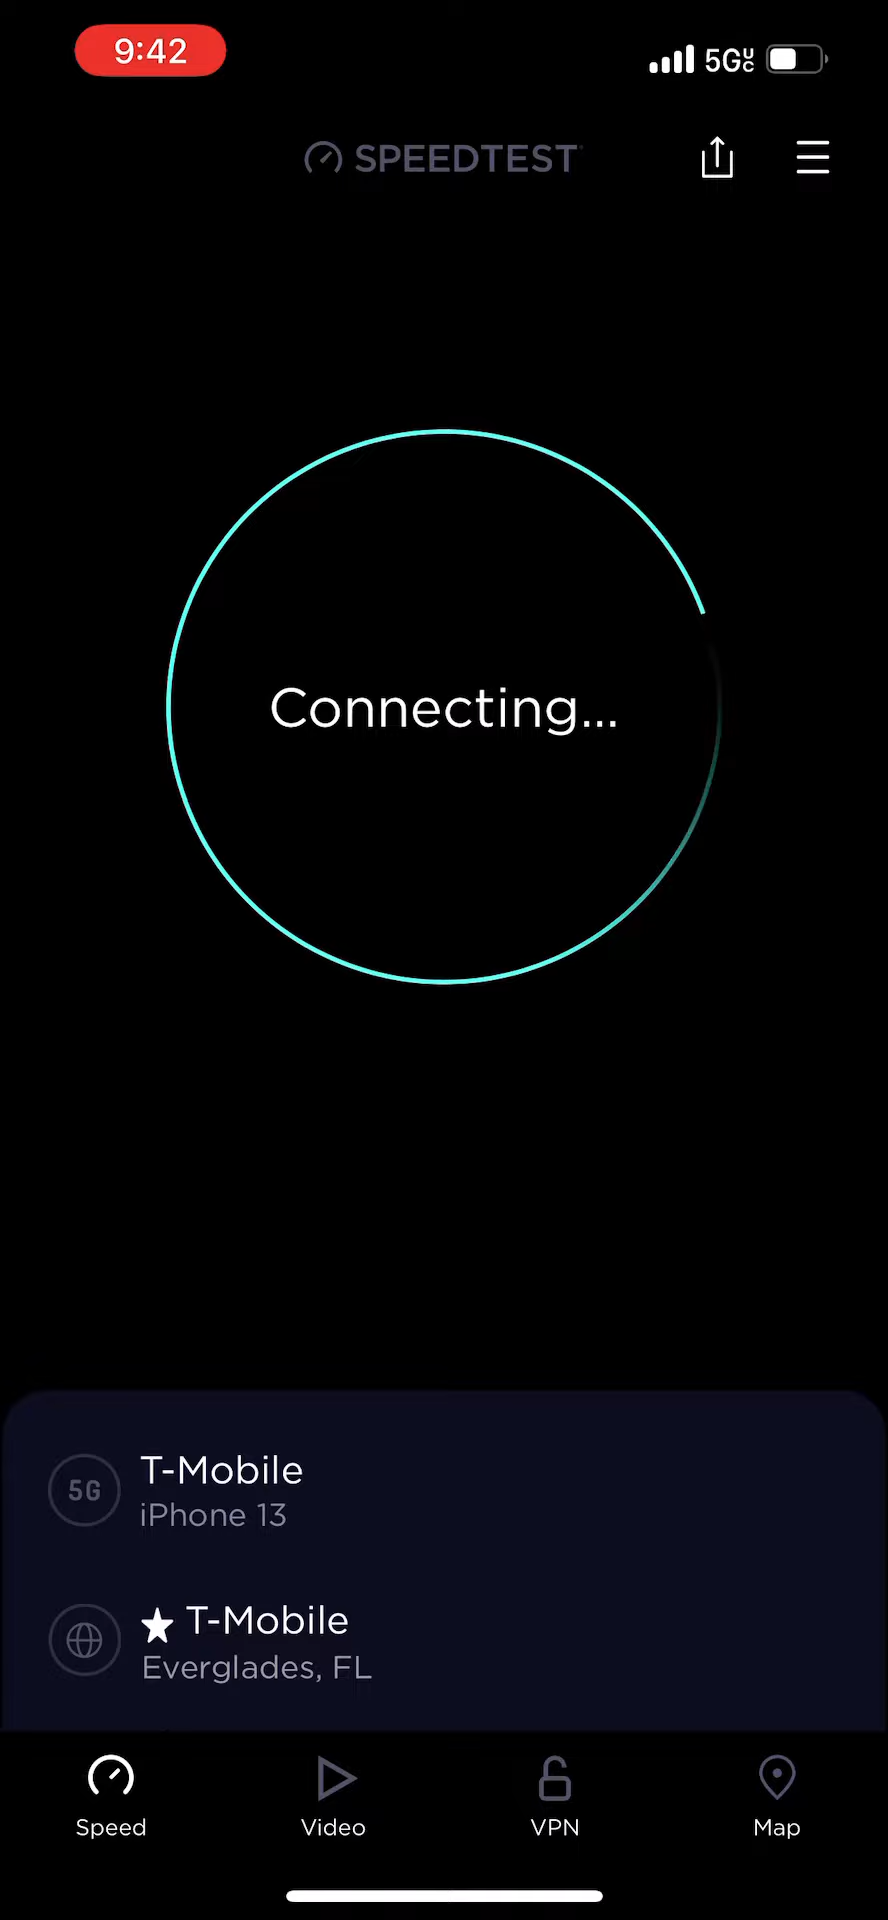 9:42
5G UC
SPEEDTEST
Connecting...
5G
T-Mobile
iPhone 13
★ T-Mobile
Everglades, FL
Speed
Video
VPN
Map